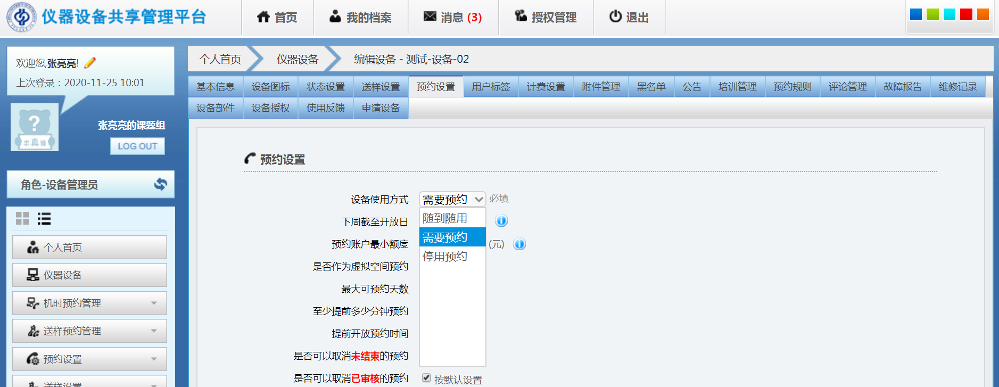 仪器设备共享管理平台
首页
我的档案
消息 (3)
授权管理
退出
欢迎您,张亮亮!
上次登录：2020-11-25 10:01
?
求真像
张亮亮的课题组
LOG OUT
角色-设备管理员
个人首页
仪器设备
机时预约管理
送样预约管理
预约设置
送样设置
个人首页
仪器设备
编辑设备 - 测试-设备-02
基本信息
设备图标
状态设置
送样设置
预约设置
用户标签
计费设置
附件管理
黑名单
公告
培训管理
预约规则
评论管理
故障报告
维修记录
设备部件
设备授权
使用反馈
申请设备
预约设置
设备使用方式 需要预约 必填
随到随用
需要预约
停用预约
下周截至开放日
预约账户最小额度 (元)
是否作为虚拟空间预约
最大可预约天数
至少提前多少分钟预约
提前开放预约时间
是否可以取消未结束的预约
是否可以取消已审核的预约 按默认设置